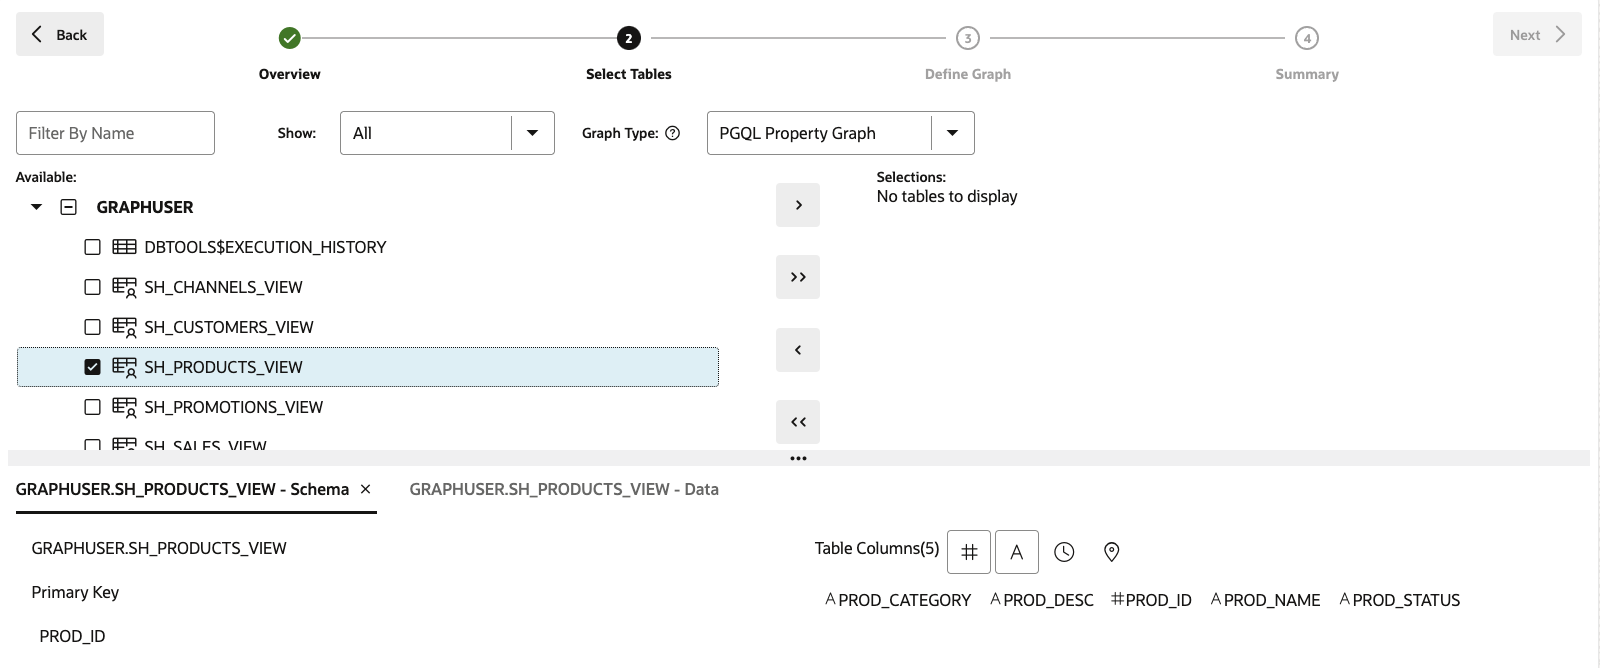 Back
2
3
4
Next
Overview
Select Tables
Define Graph
Summary
Filter By Name
Show:
All
Graph Type: ?
PGQL Property Graph
Available:
Selections:
No tables to display
GRAPHUSER
DBTOOLS$EXECUTION_HISTORY
SH_CHANNELS_VIEW
SH_CUSTOMERS_VIEW
SH_PRODUCTS_VIEW
SH_PROMOTIONS_VIEW
SH_SALES_VIEW
GRAPHUSER.SH_PRODUCTS_VIEW - Schema ×
GRAPHUSER.SH_PRODUCTS_VIEW - Data
GRAPHUSER.SH_PRODUCTS_VIEW
Primary Key
PROD_ID
Table Columns(5) # A
A PROD_CATEGORY A PROD_DESC #PROD_ID A PROD_NAME A PROD_STATUS